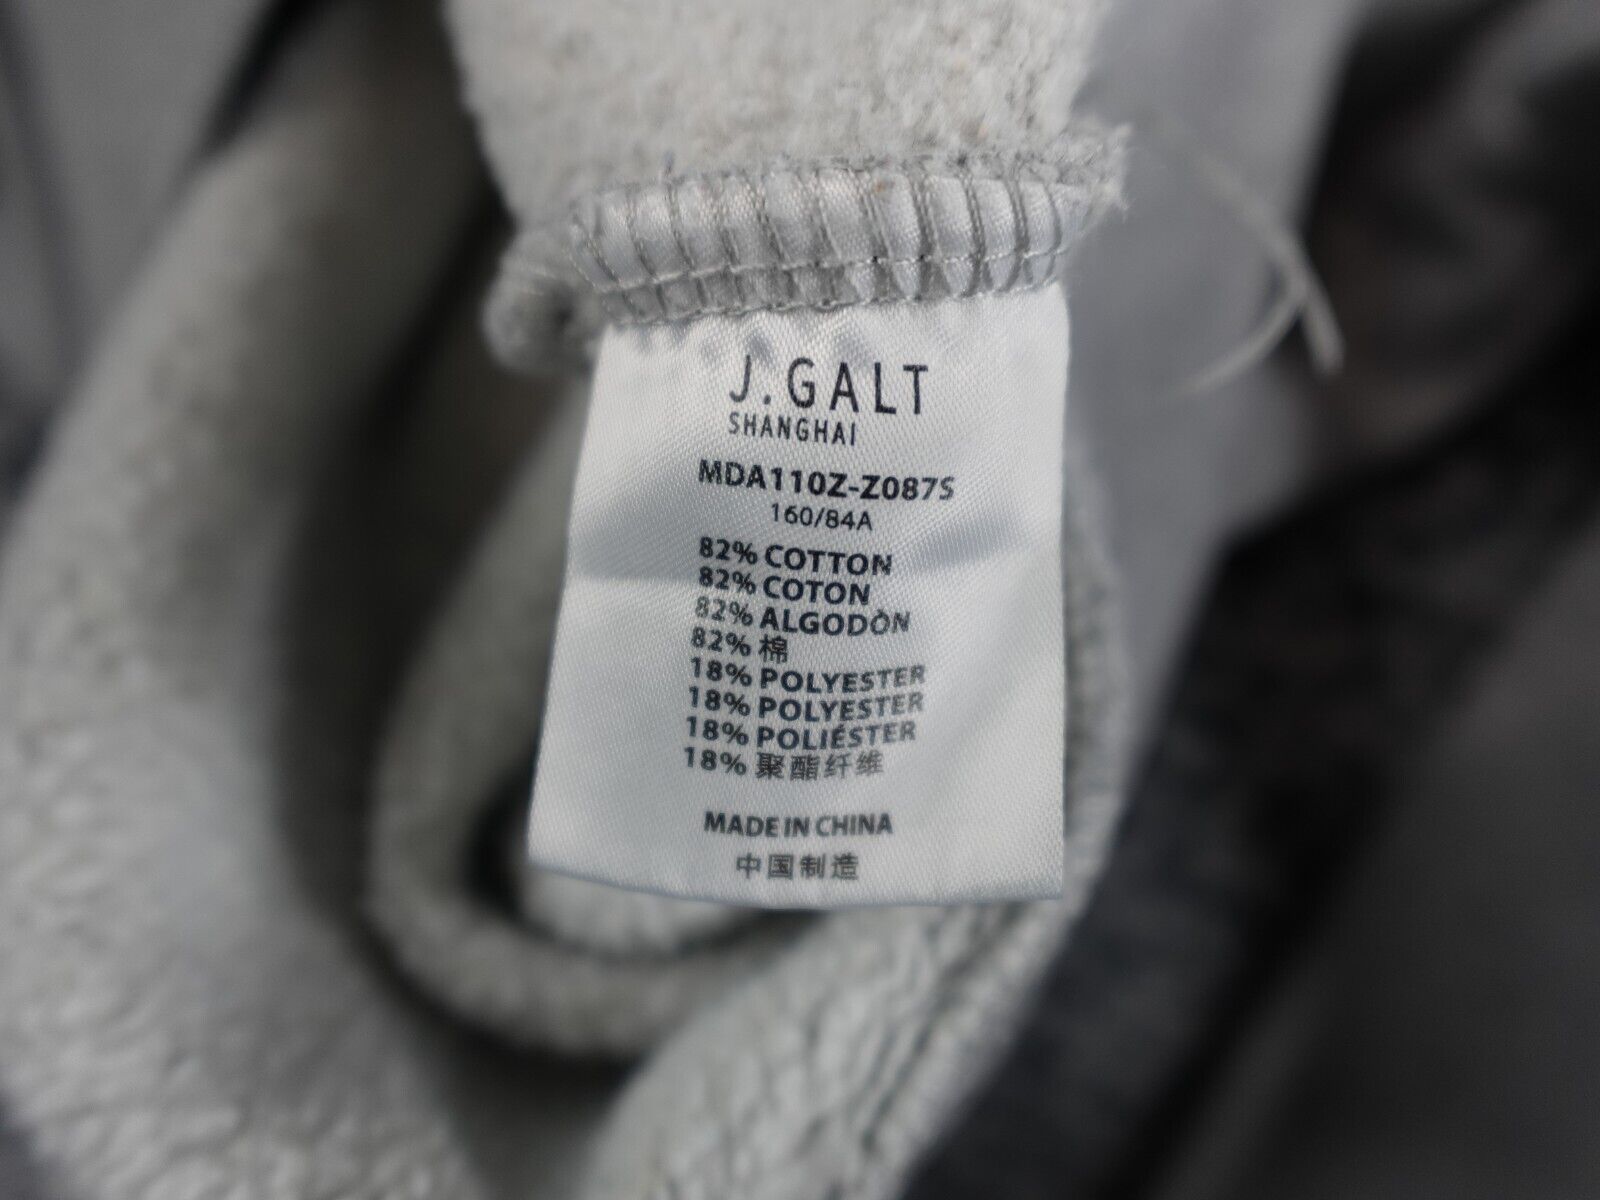 J.GALT
SHANGHAI
MDA110Z-Z087S
160/84A
82% COTTON
82% COTON
82% ALGODÒN
82% 棉
18% POLYESTER
18% POLYESTER
18% POLIÉSTER
18% 聚酯纤维
MADE IN CHINA
中国制造